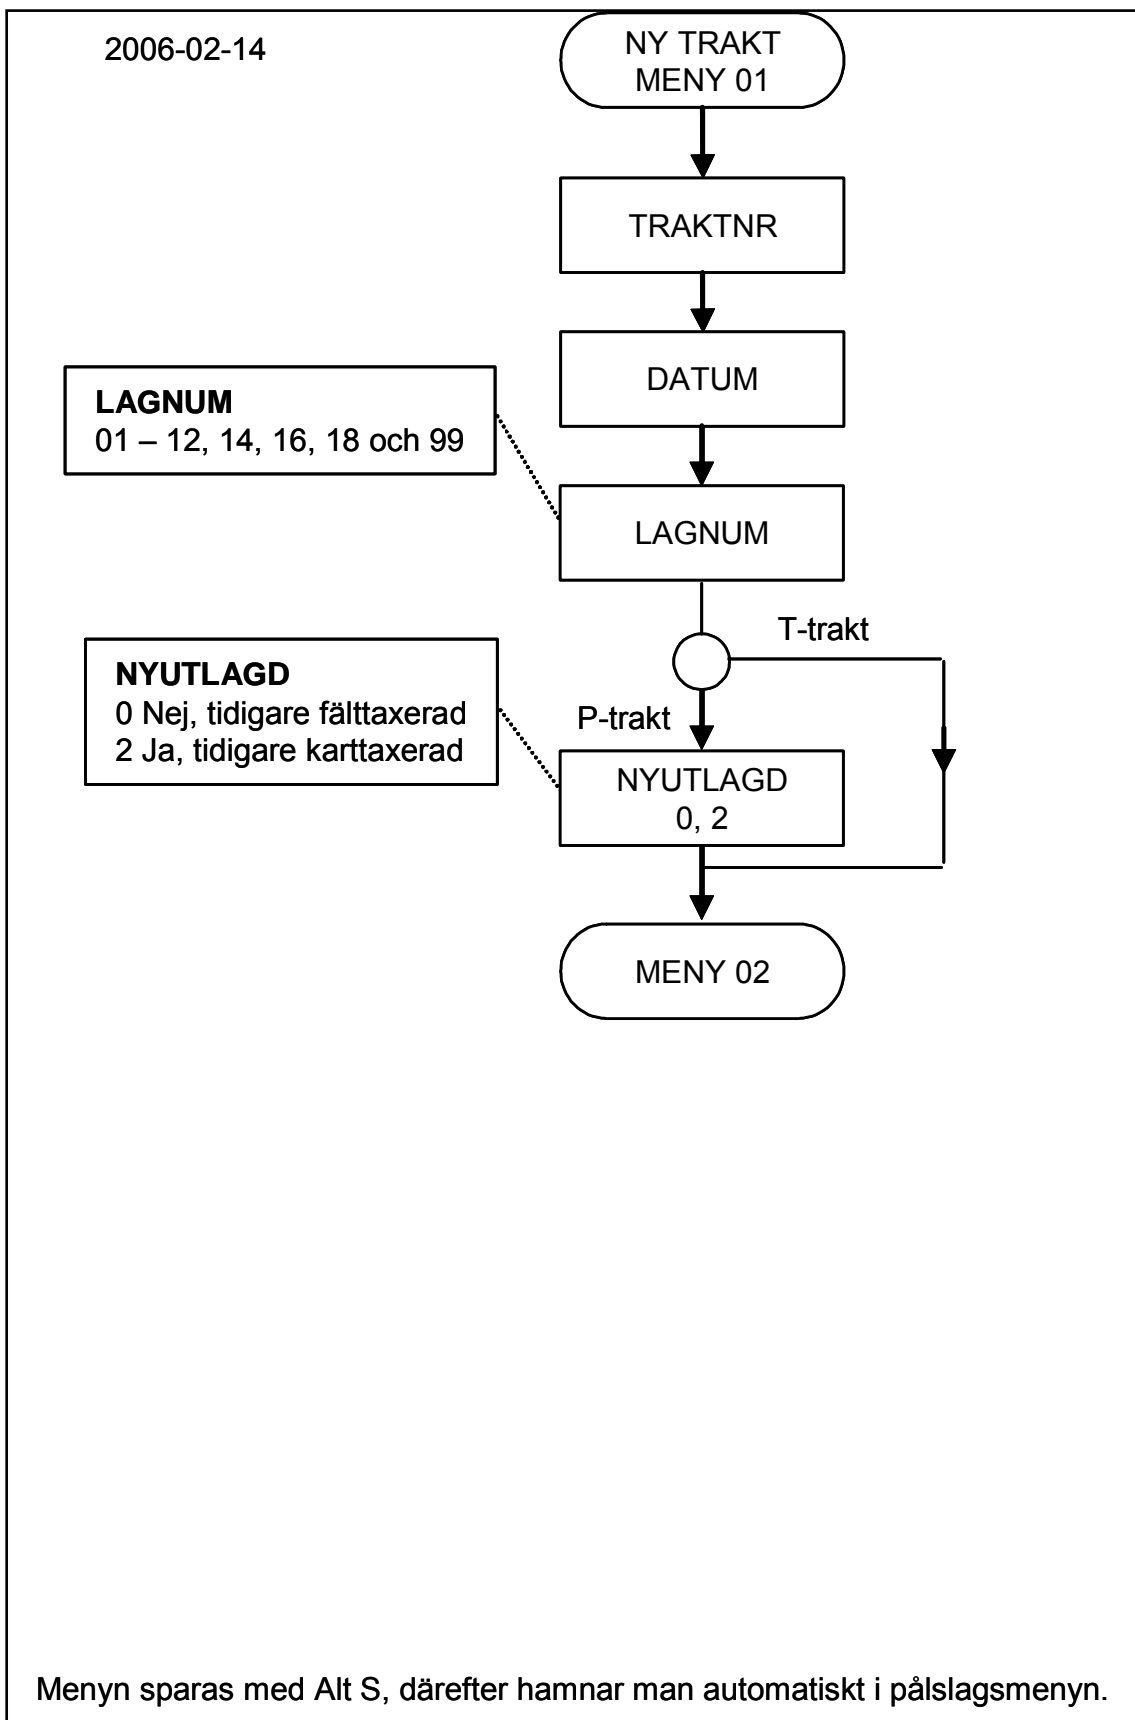 2006-02-14
NY TRAKT
MENY 01
TRAKTNR
DATUM
LAGNUM
01 – 12, 14, 16, 18 och 99
LAGNUM
T-trakt
NYUTLAGD
0 Nej, tidigare fälttaxerad
2 Ja, tidigare karttaxerad
P-trakt
NYUTLAGD
0, 2
MENY 02
Menyn sparas med Alt S, därefter hamnar man automatiskt i pålslagsmenyn.